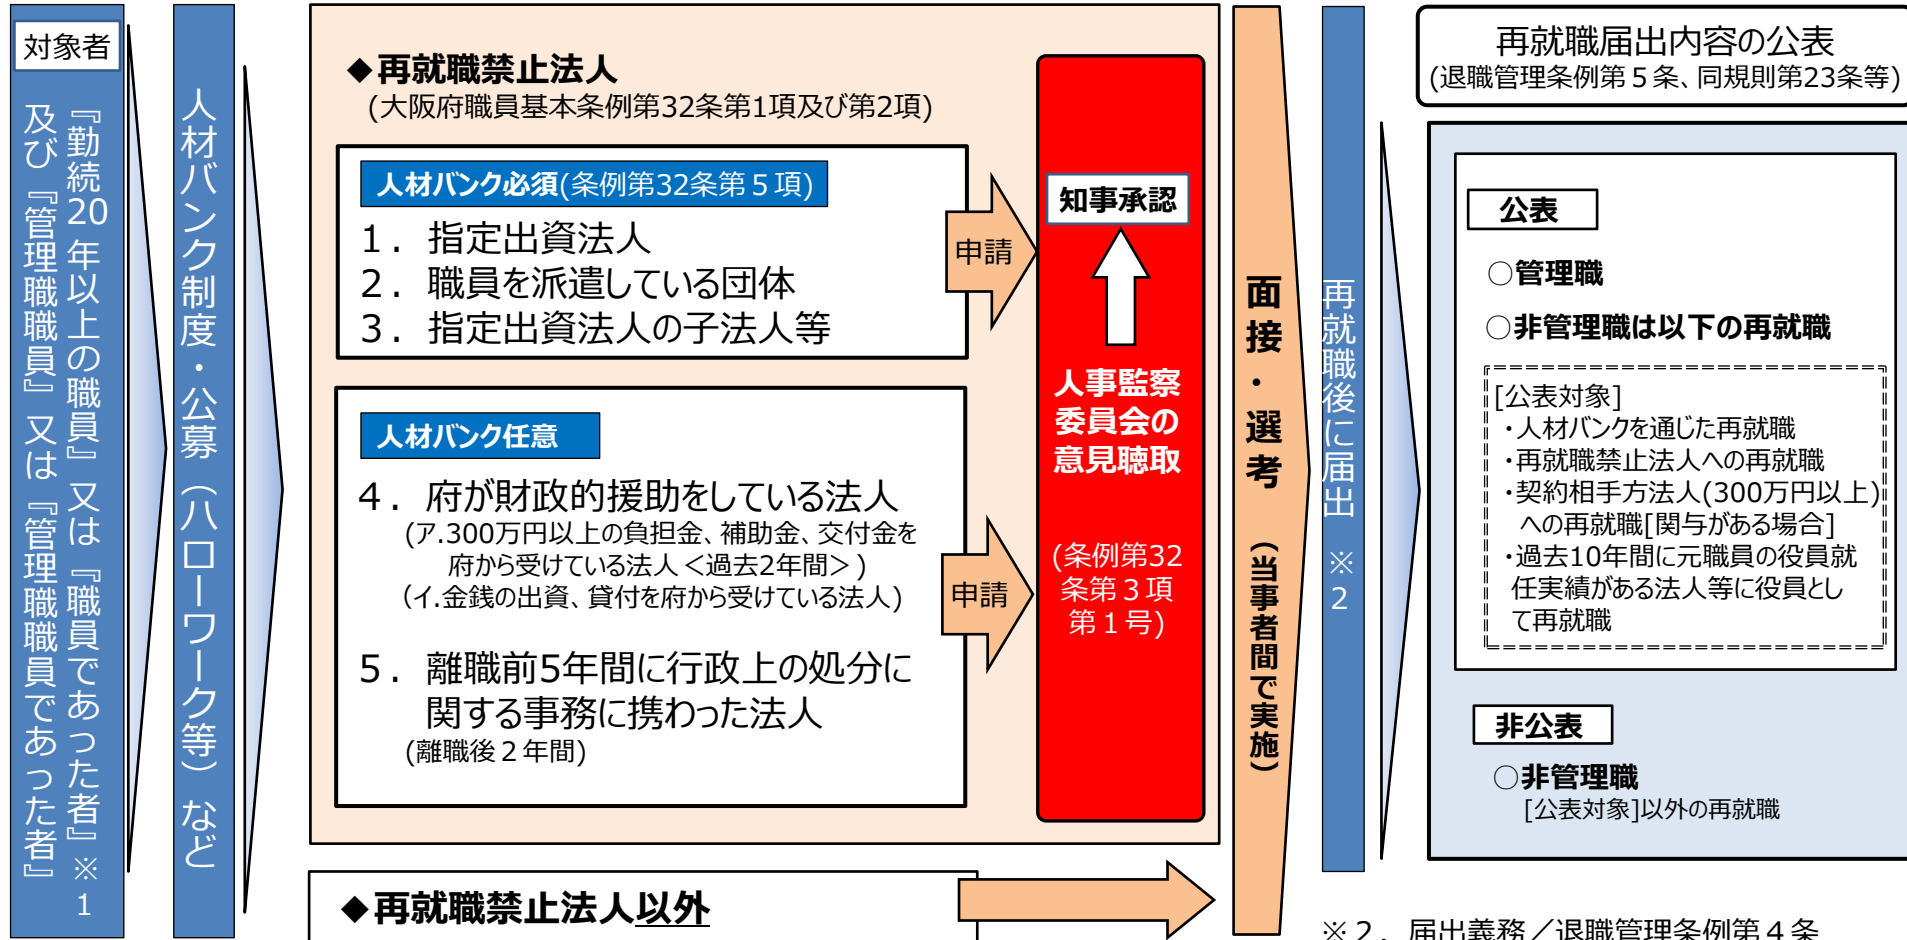 対象者
『勤続20年以上の職員』又は『職員であった者』※1
及び『管理職職員』又は『管理職職員であった者』
人材バンク制度・公募（ハローワーク等）など
◆再就職禁止法人
(大阪府職員基本条例第32条第1項及び第2項)
人材バンク必須(条例第32条第５項)
１．指定出資法人
２．職員を派遣している団体
３．指定出資法人の子法人等
申請
人材バンク任意
４．府が財政的援助をしている法人
(ア.300万円以上の負担金、補助金、交付金を
府から受けている法人＜過去2年間＞)
(イ.金銭の出資、貸付を府から受けている法人)
５．離職前5年間に行政上の処分に
関する事務に携わった法人
(離職後２年間)
申請
知事承認
人事監察
委員会の
意見聴取
(条例第32
条第３項
第１号)
◆再就職禁止法人以外
面接・選考（当事者間で実施）
再就職後に届出 ※2
再就職届出内容の公表
(退職管理条例第５条、同規則第23条等)
公表
○管理職
○非管理職は以下の再就職
[公表対象]
・人材バンクを通じた再就職
・再就職禁止法人への再就職
・契約相手方法人(300万円以上)
への再就職[関与がある場合]
・過去10年間に元職員の役員就
任実績がある法人等に役員とし
て再就職
非公表
○非管理職
[公表対象]以外の再就職
※２．届出義務／退職管理条例第４条